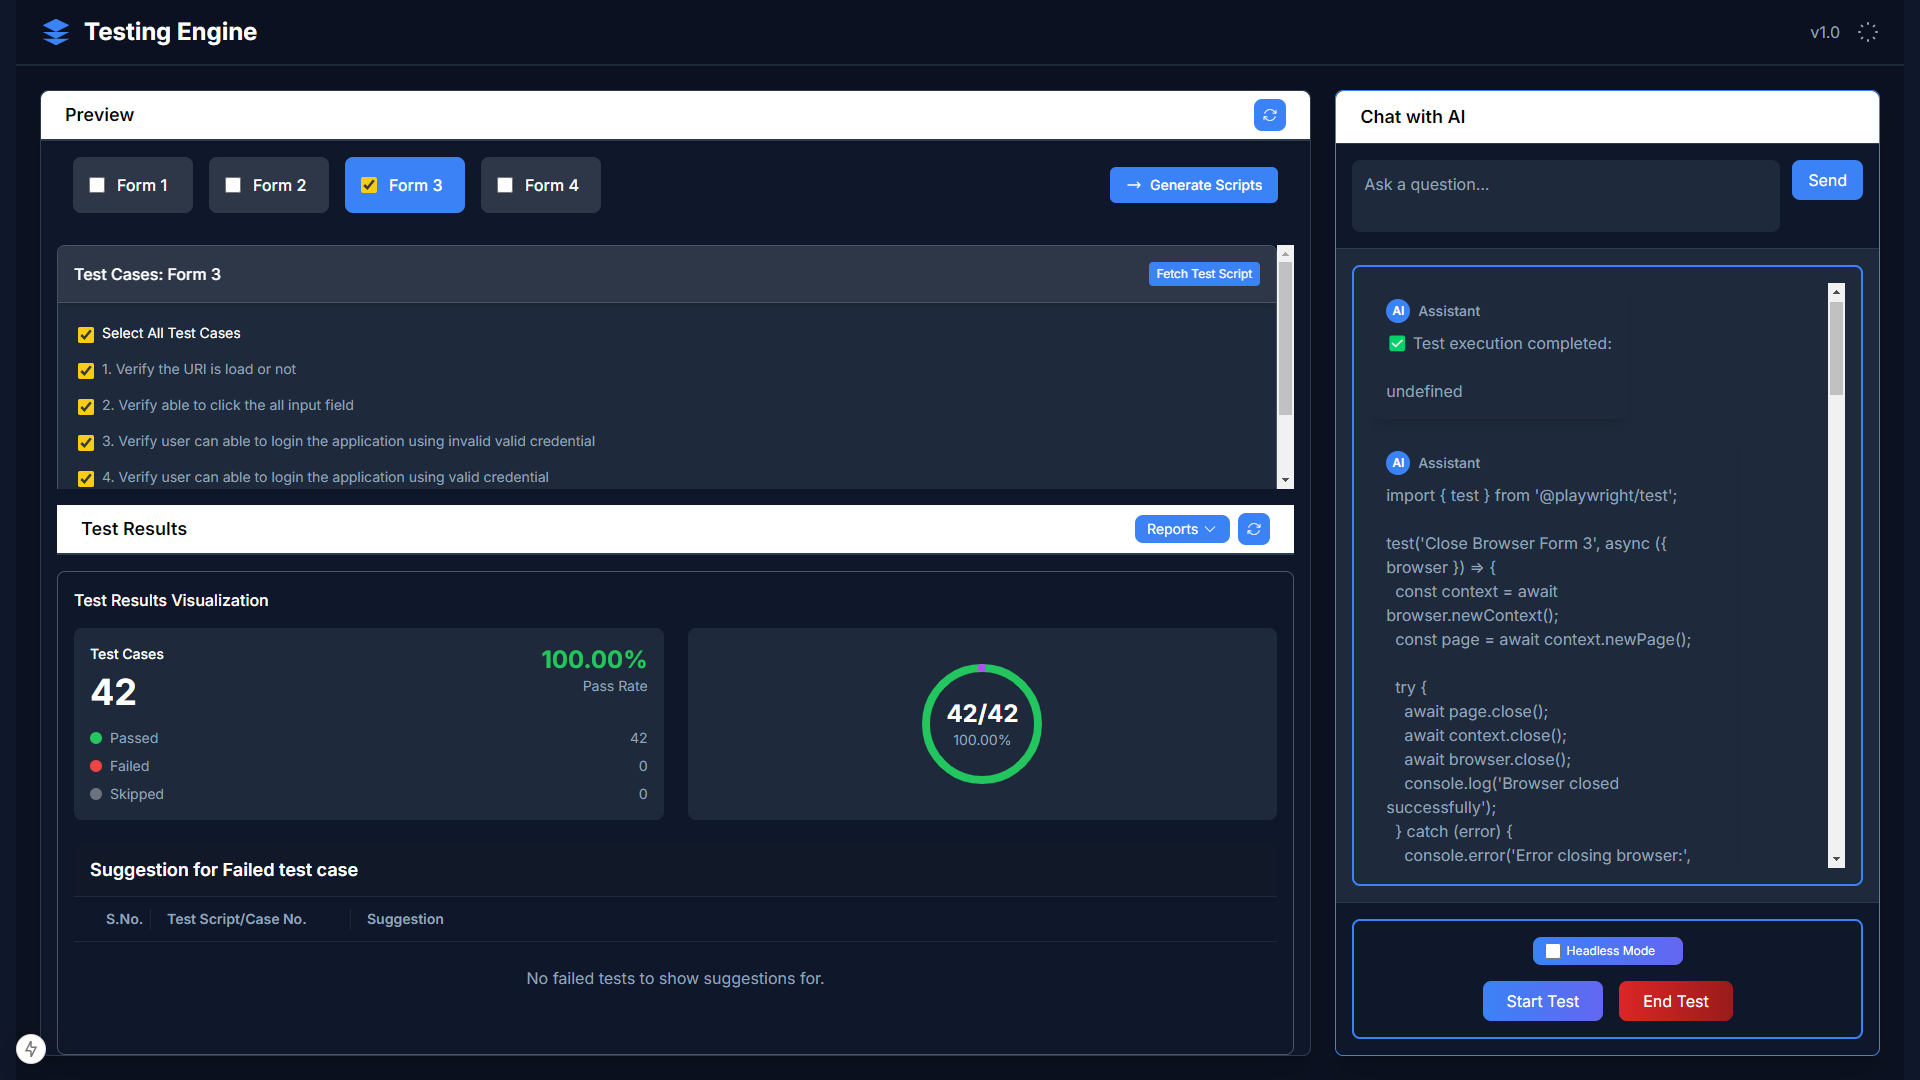 Testing Engine
v1.0
Preview
Form 1
Form 2
Form 3
Form 4
→ Generate Scripts
Test Cases: Form 3
Fetch Test Script
Select All Test Cases
1. Verify the URl is load or not
2. Verify able to click the all input field
3. Verify user can able to login the application using invalid valid credential
4. Verify user can able to login the application using valid credential
Test Results
Reports
Test Results Visualization
Test Cases
42
100.00%
Pass Rate
Passed 42
Failed 0
Skipped 0
42/42
100.00%
Suggestion for Failed test case
S.No. Test Script/Case No. Suggestion
No failed tests to show suggestions for.
Chat with AI
Ask a question...
Send
AI Assistant
✅ Test execution completed:
undefined
AI Assistant
import { test } from '@playwright/test';
test('Close Browser Form 3', async ({
browser }) => {
const context = await
browser.newContext();
const page = await context.newPage();
try {
await page.close();
await context.close();
await browser.close();
console.log('Browser closed
successfully');
} catch (error) {
console.error('Error closing browser:',
Headless Mode
Start Test
End Test